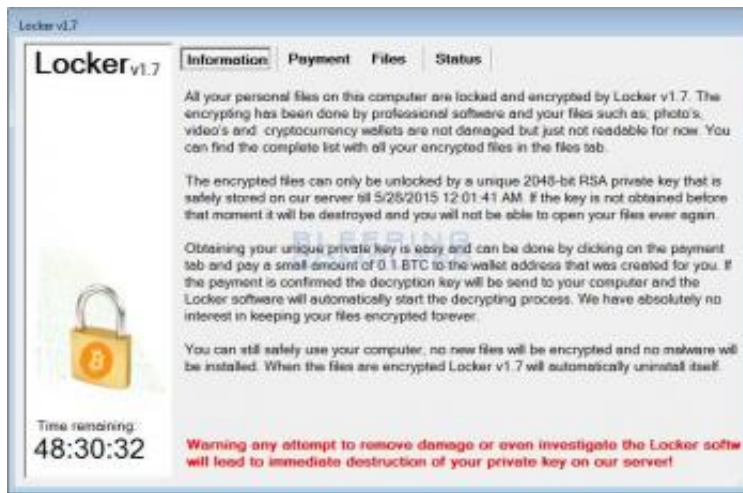 Locker v1.7
Locker v1.7
Information Payment Files Status
All your personal files on this computer are locked and encrypted by Locker v1.7. The
encrypting has been done by professional software and your files such as; photo's,
video's and cryptocurrency wallets are not damaged but just not readable for now. You
can find the complete list with all your encrypted files in the files tab.
The encrypted files can only be unlocked by a unique 2048-bit RSA private key that is
safely stored on our server till 5/28/2015 12:01:41 AM. If the key is not obtained before
that moment it will be destroyed and you will not be able to open your files ever again.
BLEEPING
Obtaining your unique private key is easy and can be done by clicking on the payment
tab and pay a small amount of 0.1 BTC to the wallet address that was created for you. If
the payment is confirmed the decryption key will be send to your computer and the
Locker software will automatically start the decrypting process. We have absolutely no
interest in keeping your files encrypted forever.
You can still safely use your computer, no new files will be encrypted and no malware will
be installed. When the files are encrypted Locker v1.7 will automatically uninstall itself.
Time remaining:
48:30:32
Warning any attempt to remove damage or even investigate the Locker softw
will lead to immediate destruction of your private key on our server!